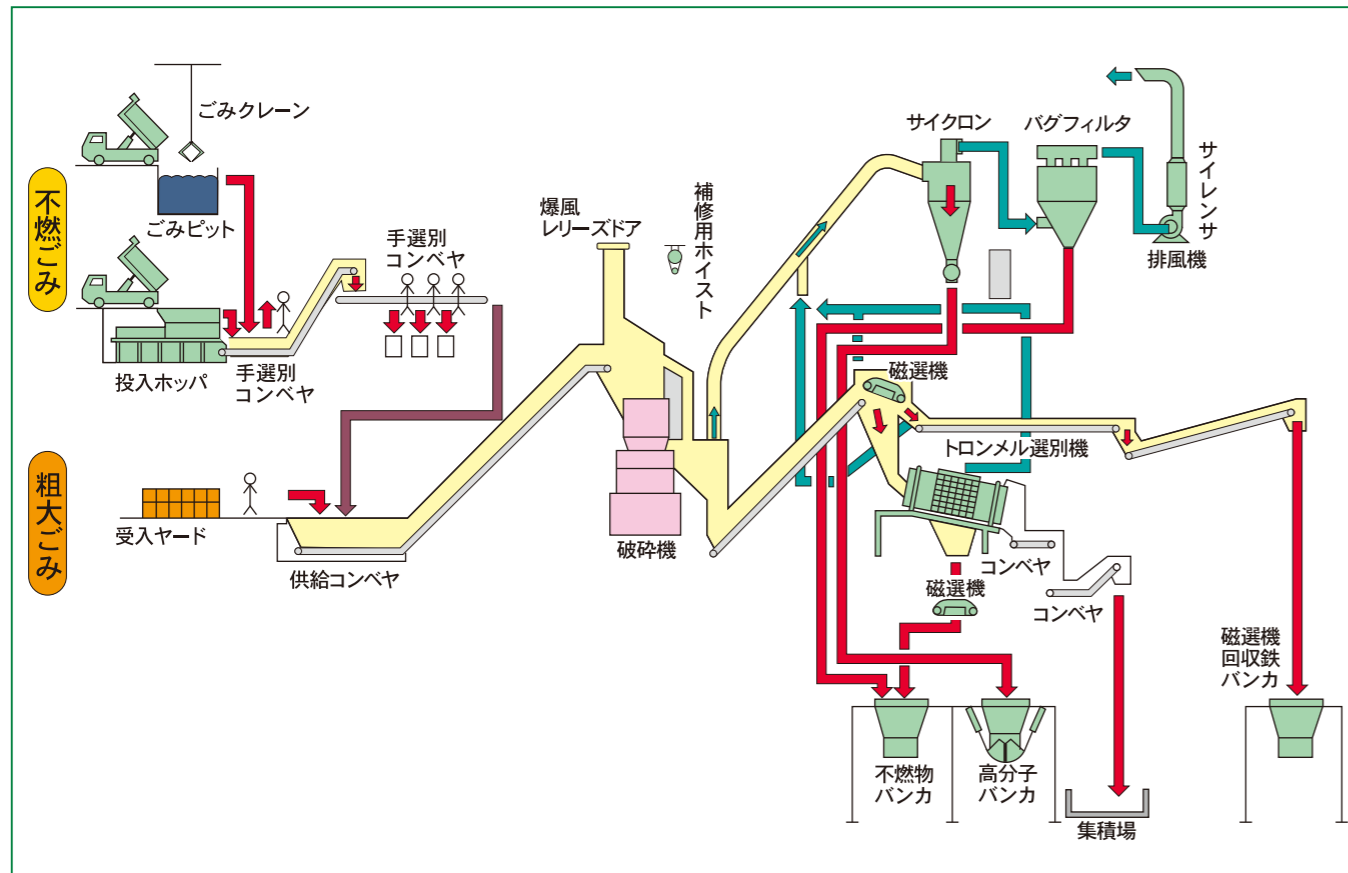 不燃ごみ
ごみクレーン
ごみピット
投入ホッパ
手選別
コンベヤ
手選別
コンベヤ
粗大ごみ
受入ヤード
供給コンベヤ
爆風
レリーズドア
補修用ホイスト
破砕機
サイクロン
バグフィルタ
サイレンサ
排風機
磁選機
トロンメル選別機
コンベヤ
コンベヤ
磁選機
不燃物
バンカ
高分子
バンカ
集積場
磁選機
回収鉄
バンカ